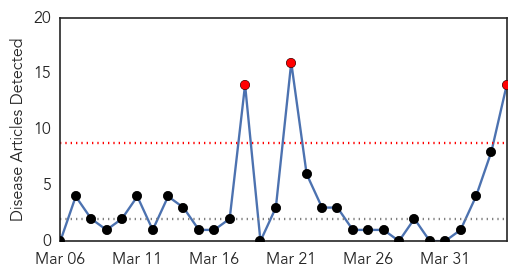 20
15
10
5
0
Disease Articles Detected
Mar 06
Mar 11
Mar 16
Mar 21
Mar 26
Mar 31